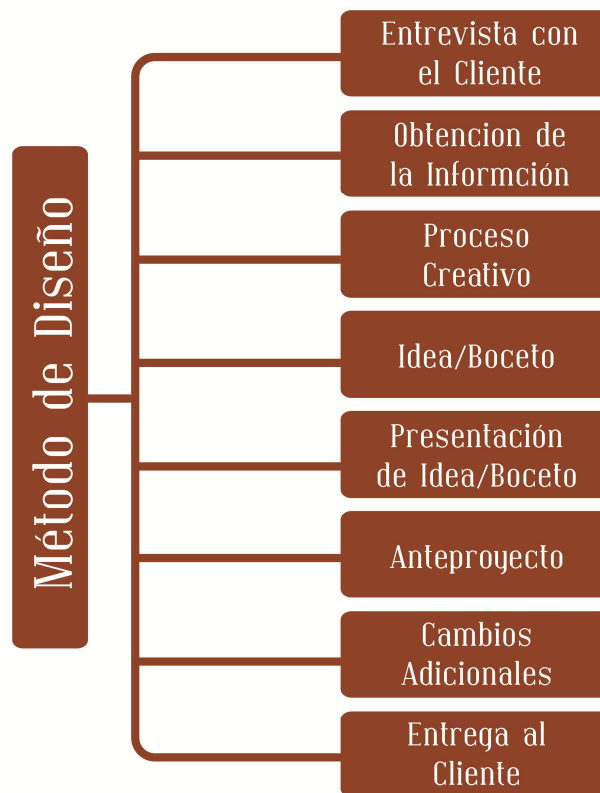 Método de Diseño
Entrevista con
el Cliente
Obtencion de
la Informción
Proceso
Creativo
Idea/Boceto
Presentación
de Idea/Boceto
Anteproyecto
Cambios
Adicionales
Entrega al
Cliente